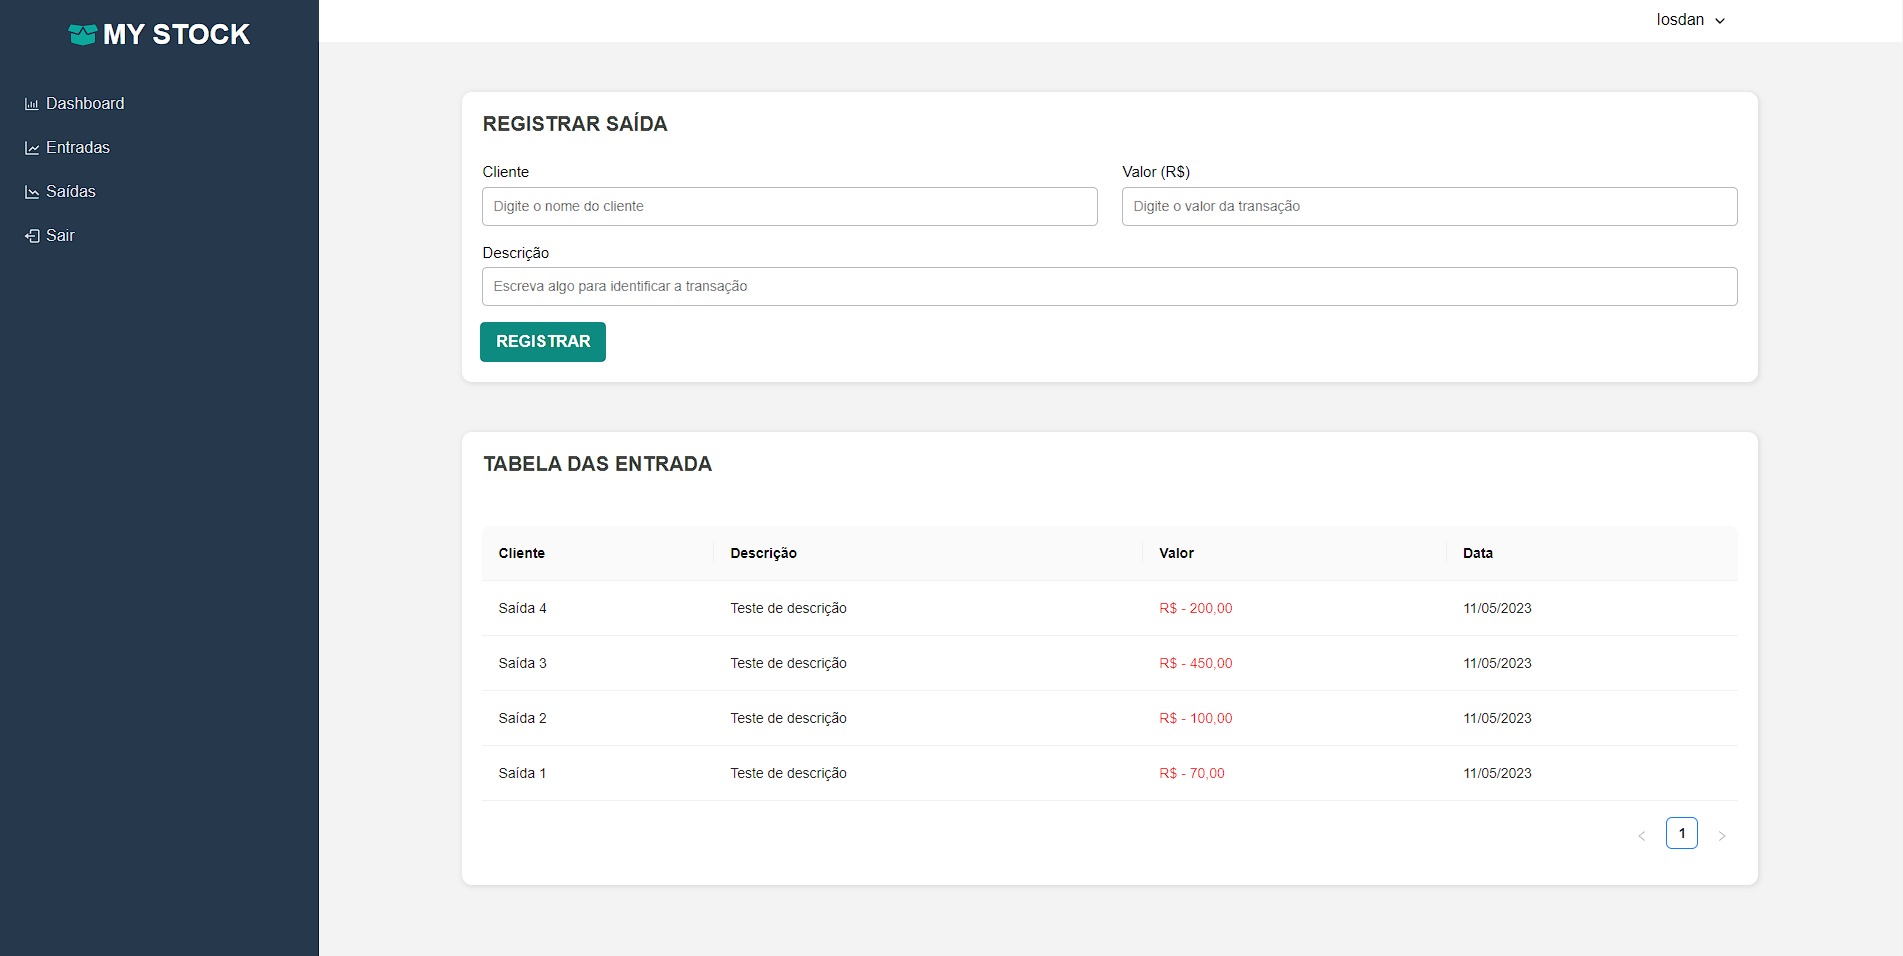 MY STOCK
Iosdan
Dashboard
Entradas
Saídas
Sair
REGISTRAR SAÍDA
Cliente Valor (R$)
Digite o nome do cliente Digite o valor da transação
Descrição
Escreva algo para identificar a transação
REGISTRAR
TABELA DAS ENTRADA
Cliente Descrição Valor Data
Saída 4 Teste de descrição R$ - 200,00 11/05/2023
Saída 3 Teste de descrição R$ - 450,00 11/05/2023
Saída 2 Teste de descrição R$ - 100,00 11/05/2023
Saída 1 Teste de descrição R$ - 70,00 11/05/2023
< 1 >